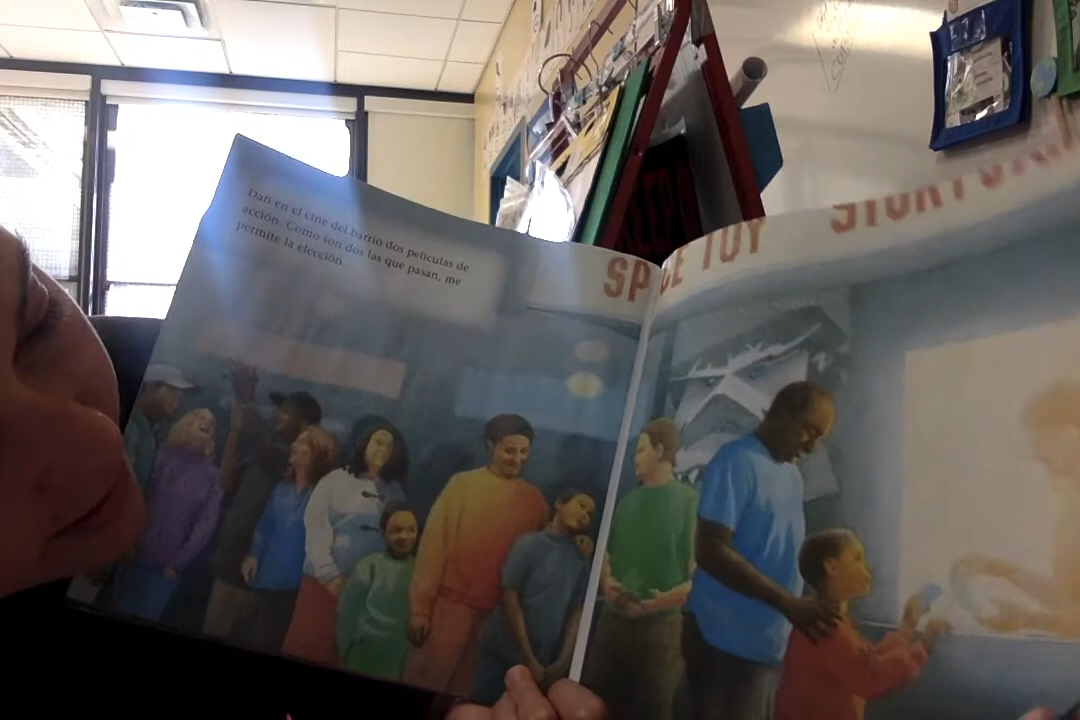 Dan en el cine del barrio dos películas de
acción. Como son dos las que pasan, me
permite la elección.
SPACE TOY STORY